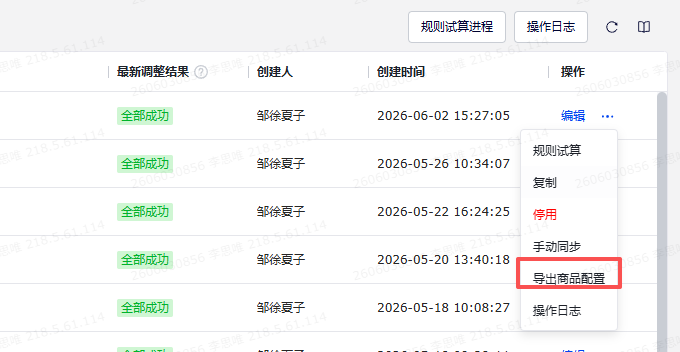 规则试算进程 操作日志
最新调整结果 创建人 创建时间 操作
全部成功 邹徐夏子 2026-06-02 15:27:05 编辑 ...
规则试算
全部成功 邹徐夏子 2026-05-26 10:34:07
复制
全部成功 邹徐夏子 2026-05-22 16:24:25
停用
手动同步
全部成功 邹徐夏子 2026-05-20 13:40:18
导出商品配置
全部成功 邹徐夏子 2026-05-18 10:08:27
操作日志